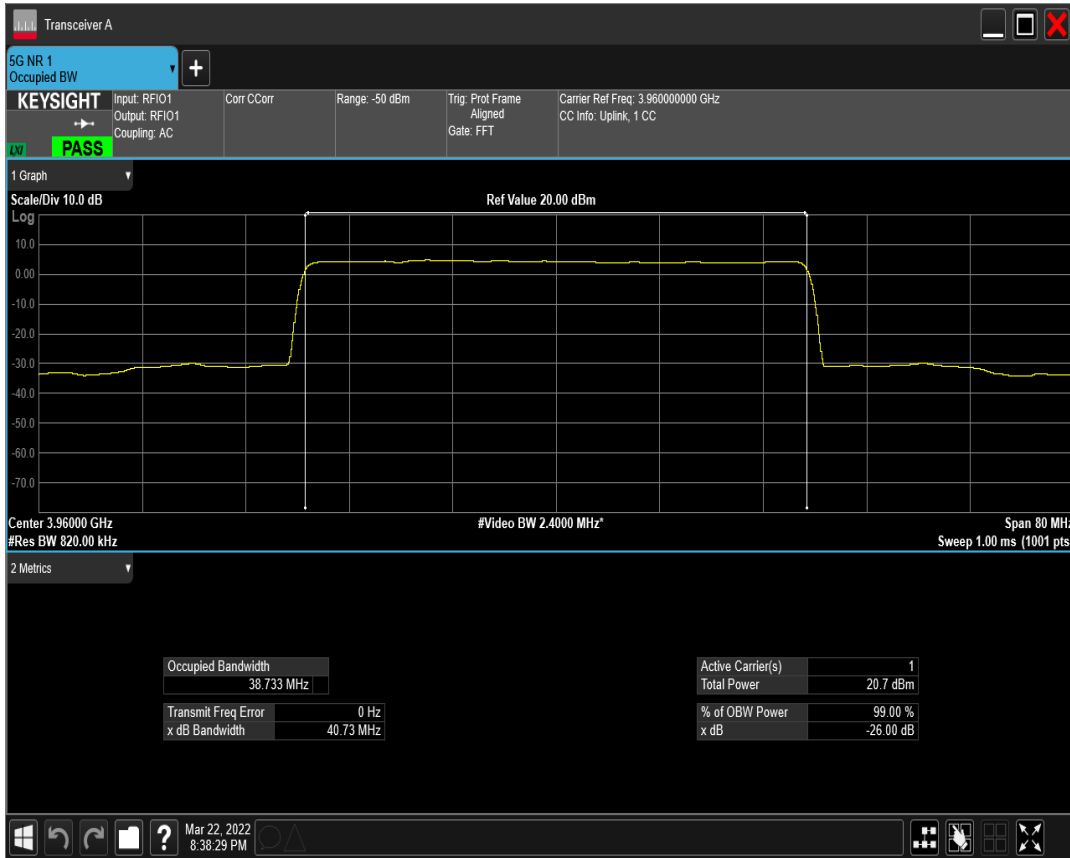 Transceiver A
5G NR 1
Occupied BW
+
KEYSIGHT
LXI
PASS
Input: RFIO1
Output: RFIO1
Coupling: AC
Corr CCorr
Range: -50 dBm
Trig: Prot Frame
Aligned
Gate: FFT
Carrier Ref Freq: 3.960000000 GHz
CC Info: Uplink, 1 CC
1 Graph
Scale/Div 10.0 dB
Ref Value 20.00 dBm
Log
10.0
0.00
-10.0
-20.0
-30.0
-40.0
-50.0
-60.0
-70.0
Center 3.96000 GHz
#Video BW 2.4000 MHz*
Span 80 MHz
#Res BW 820.00 kHz
Sweep 1.00 ms (1001 pts
2 Metrics
Occupied Bandwidth
38.733 MHz
Transmit Freq Error 0 Hz
x dB Bandwidth 40.73 MHz
Active Carrier(s) 1
Total Power 20.7 dBm
% of OBW Power 99.00 %
x dB -26.00 dB
?
Mar 22, 2022
8:38:29 PM